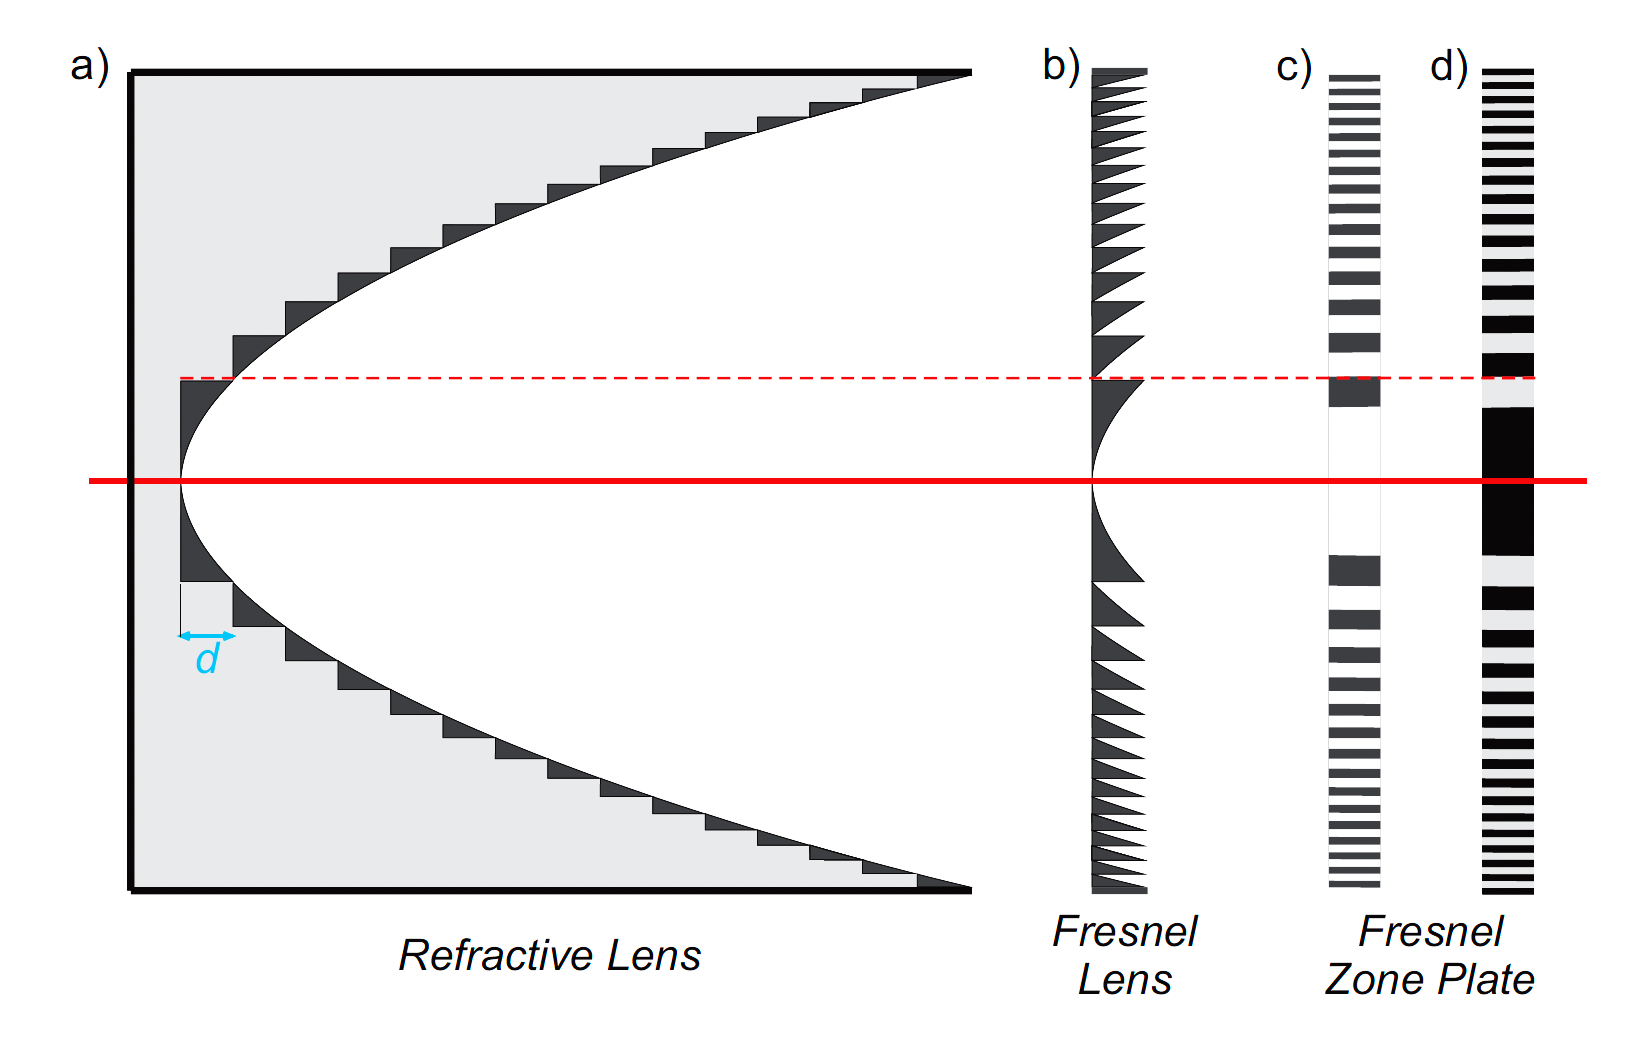 a)
b)
c)
d)
d
Refractive Lens
Fresnel
Lens
Fresnel
Zone Plate